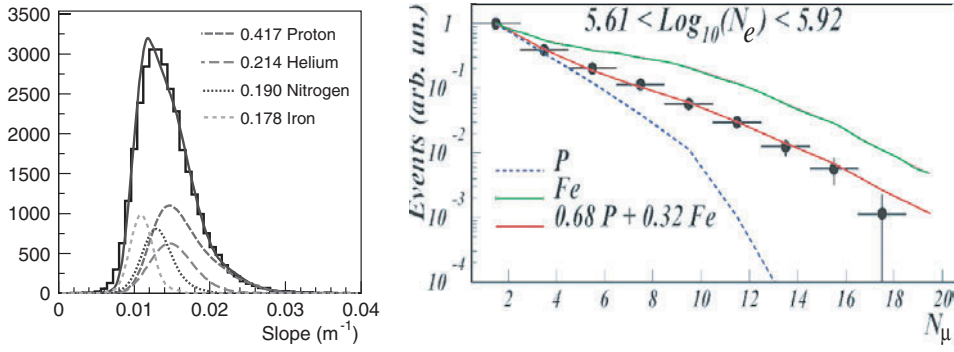 3500
3000
2500
2000
1500
1000
500
0
0.417 Proton
0.214 Helium
0.190 Nitrogen
0.178 Iron
0 0.01 0.02 0.03 0.04
Slope (m⁻¹)
Events (arb. un.)
1
10⁻¹
10⁻²
10⁻³
10⁻⁴
5.61 < Log₁₀(Nₑ) < 5.92
P
Fe
0.68 P + 0.32 Fe
2 4 6 8 10 12 14 16 18 20
N_μ